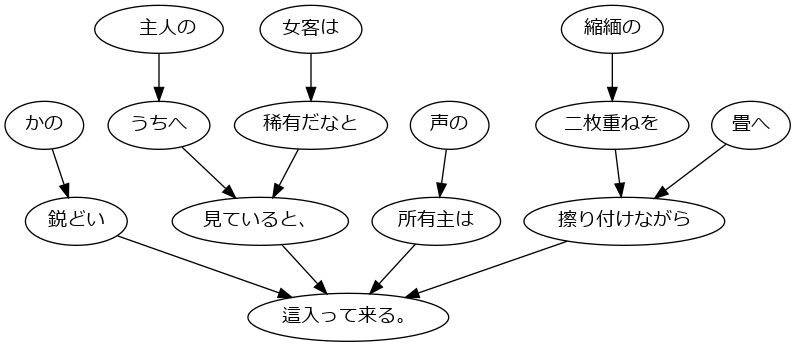 主人の
女客は
縮緬の
かの
うちへ
稀有だなと
声の
二枚重ねを
畳へ
鋭どい
見ていると、
所有主は
擦り付けながら
這入って来る。